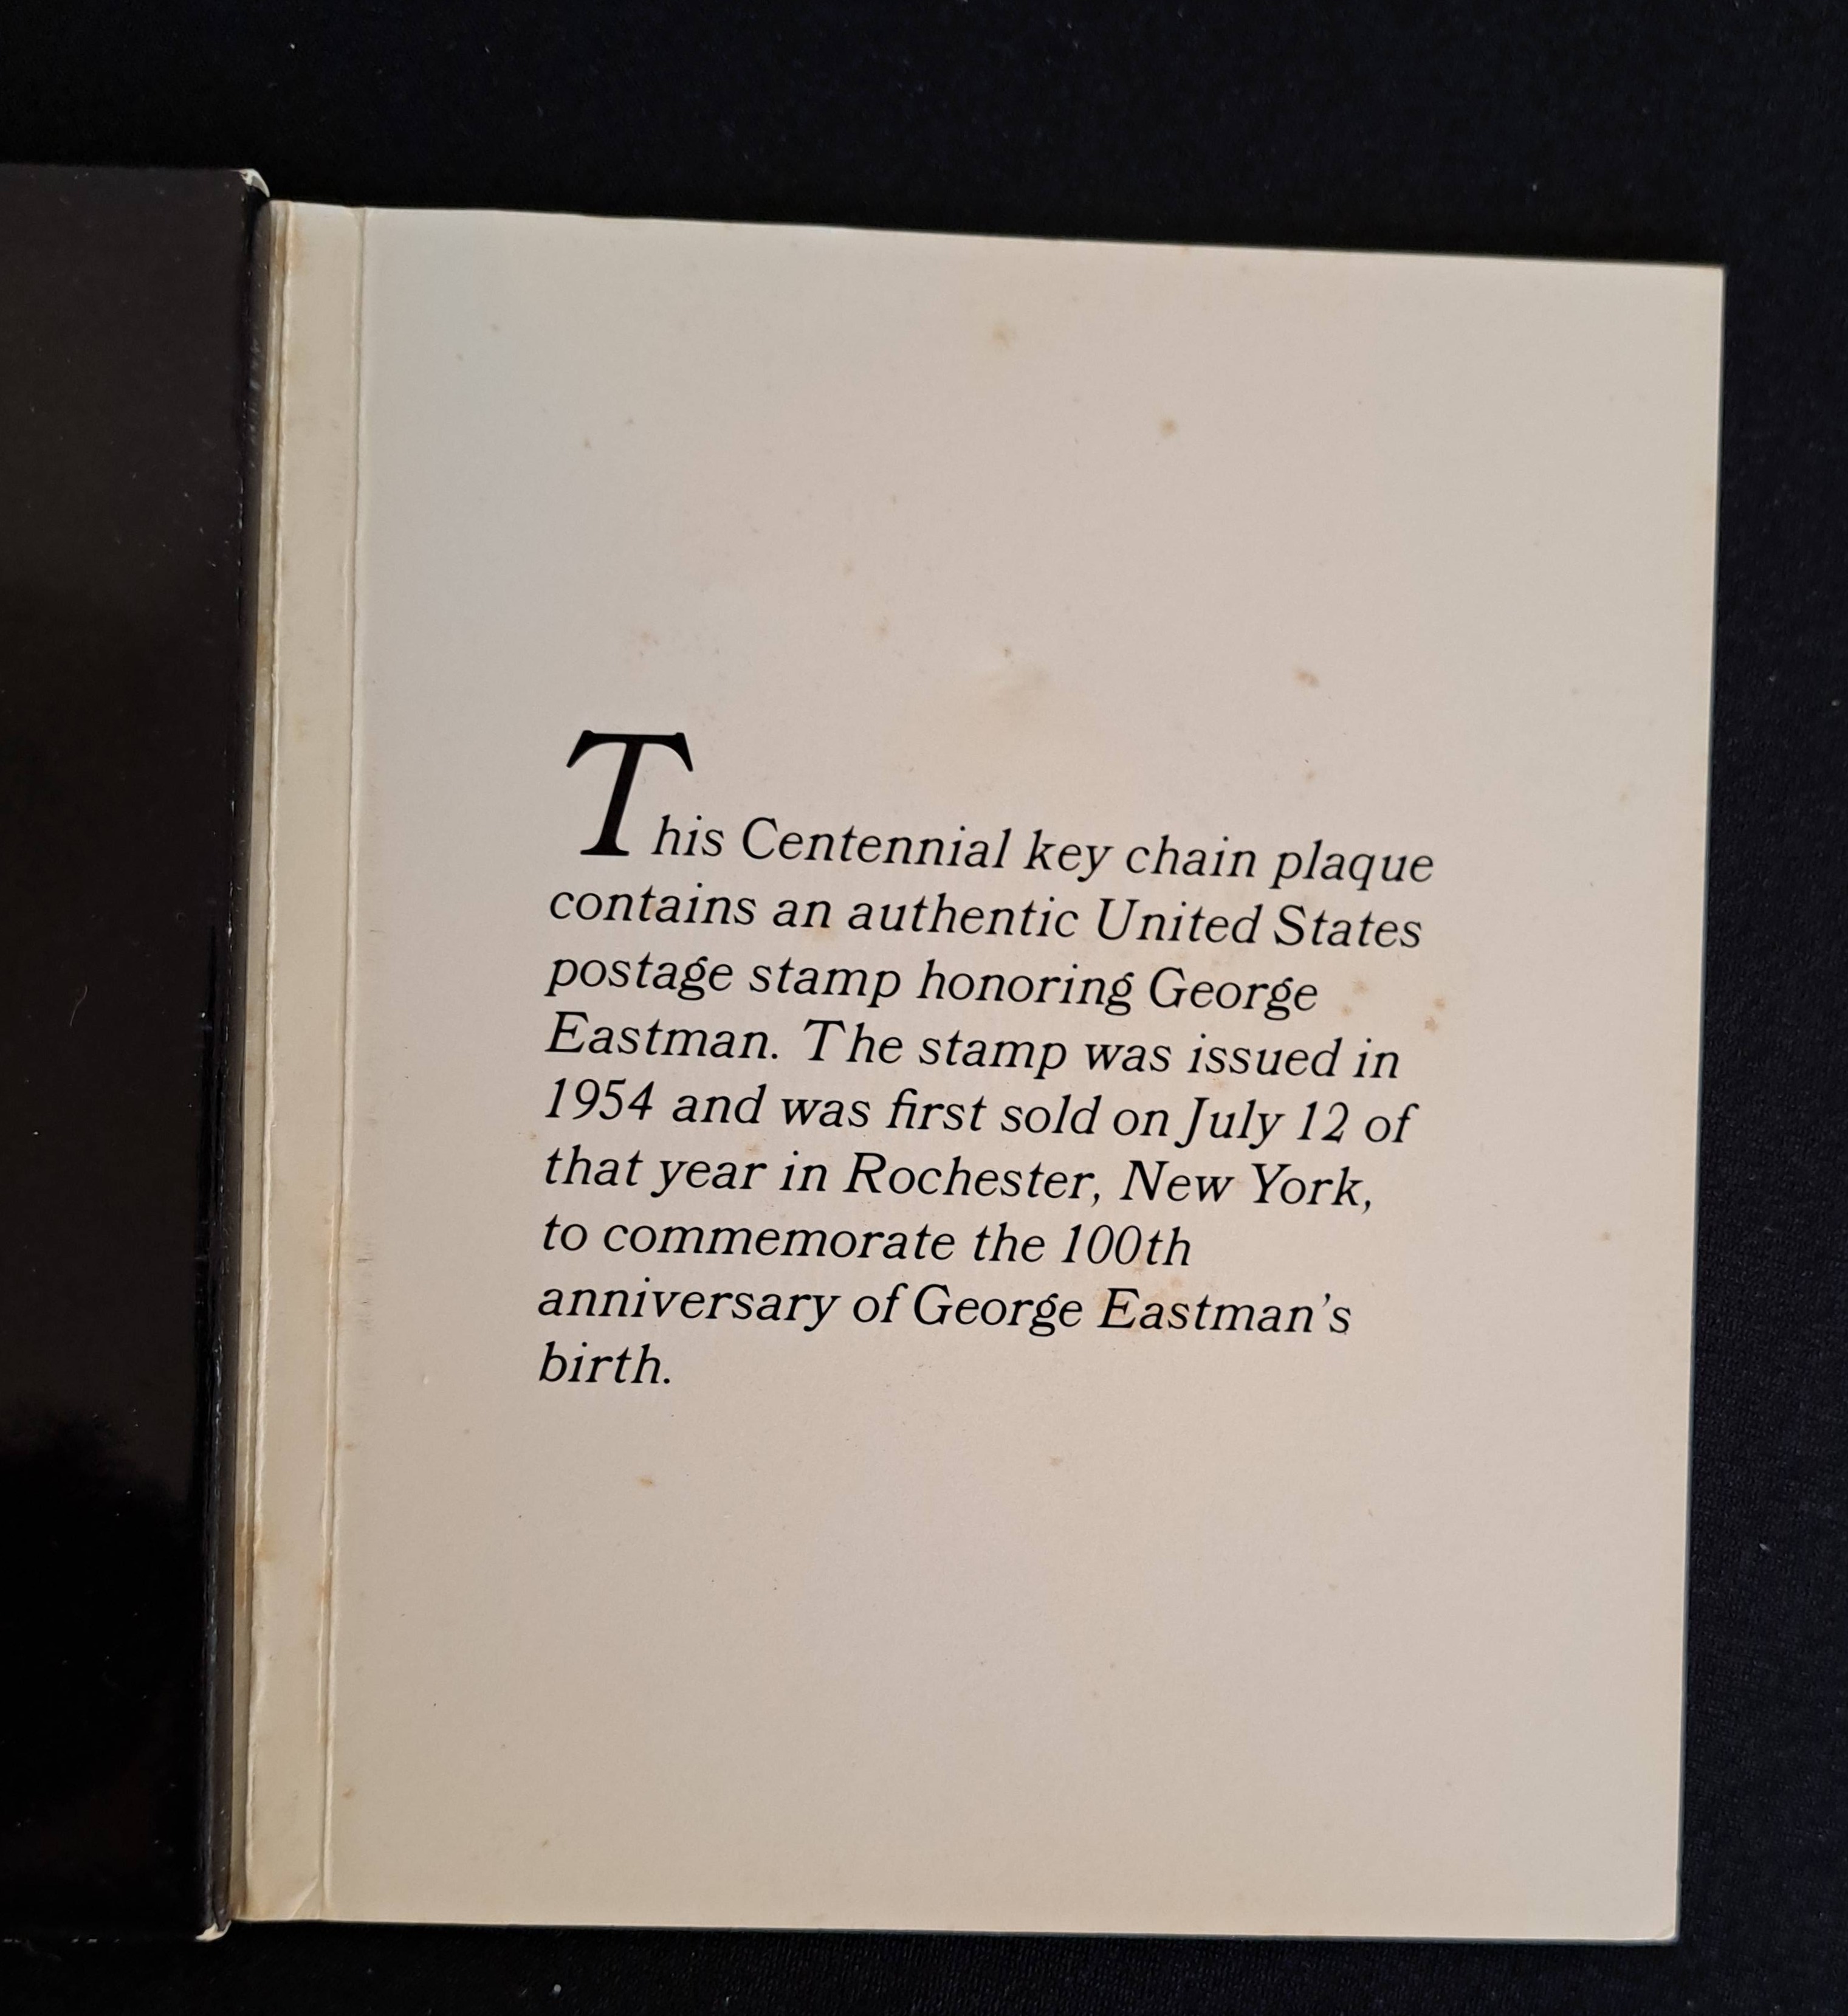 This Centennial key chain plaque
contains an authentic United States
postage stamp honoring George
Eastman. The stamp was issued in
1954 and was first sold on July 12 of
that year in Rochester, New York,
to commemorate the 100th
anniversary of George Eastman's
birth.